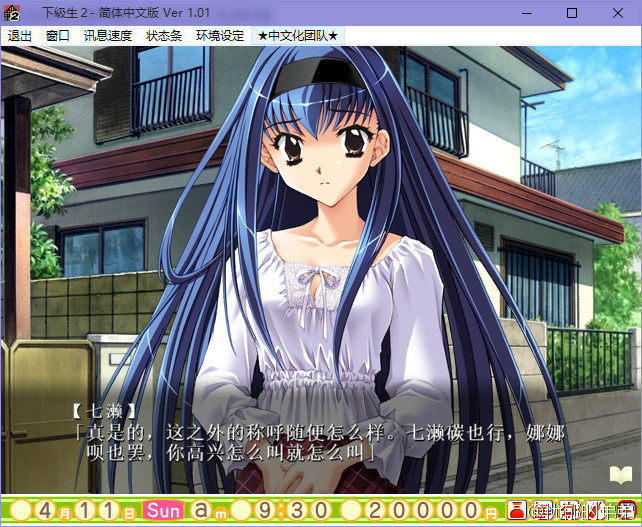 下級生2 - 简体中文版 Ver 1.01
退出 窗口 讯息速度 状态条 环境设定 ★中文化团队★
【七濑】
「真是的，这之外的称呼随便怎么样。七濑碳也行，娜娜
呗也罢，你高兴怎么叫就怎么叫」
4月11日 Sun am 9:30 20000円